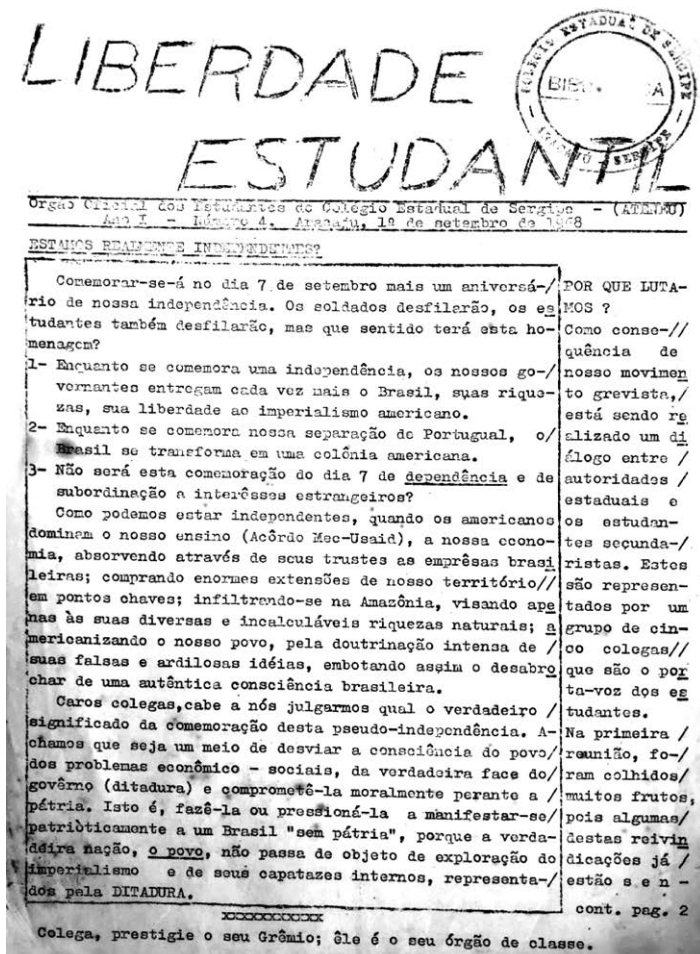 LIBERDADE
ESTUDANTIL
COLÉGIO ESTADUAL DE SERGIPE
ARACAJÚ - SERGIPE
Orgão Oficial dos Estudantes do Colégio Estadual de Sergipe - (ATENEU)
Ano I - Número 4. Aracaju, 1º de setembro de 1968
ESTAMOS REALMENTE INDEPENDENTES?
Comemorar-se-á no dia 7 de setembro mais um aniversá-/
rio de nossa independência. Os soldados desfilarão, os es
tudantes também desfilarão, mas que sentido terá esta ho-
menagem?
1- Enquanto se comemora uma independência, os nossos go-/
vernantes entregam cada vez mais o Brasil, suas rique-
zas, sua liberdade ao imperialismo americano.
2- Enquanto se comemora nossa separação de Portugual, o/
Brasil se transforma em uma colônia americana.
3- Não será esta comemoração do dia 7 de dependência e de
subordinação a interêsses estrangeiros?
Como podemos estar independentes, quando os americanos
dominam o nosso ensino (Acôrdo Mec-Usaid), a nossa econo-
mia, absorvendo através de seus trustes as emprêsas brasi
leiras; comprando enormes extensões de nosso território//
em pontos chaves; infiltrando-se na Amazônia, visando ape
nas às suas diversas e incalculáveis riquezas naturais; a
mericanizando o nosso povo, pela doutrinação intensa de /
suas falsas e ardilosas idéias, embotando assim o desabro
char de uma autêntica consciência brasileira.
Caros colegas,cabe a nós julgarmos qual o verdadeiro /
significado da comemoração desta pseudo-independência. A-
chamos que seja um meio de desviar a consciência do povo/
dos problemas econômico - sociais, da verdadeira face do/
govêrno (ditadura) e comprometê-la moralmente perante a /
pátria. Isto é, fazê-la ou pressioná-la a manifestar-se/
patriòticamente a um Brasil "sem pátria", porque a verda-
deira nação, o povo, não passa de objeto de exploração do
imperialismo e de seus capatazes internos, representa-/
dos pela DITADURA.
POR QUE LUTA-
MOS ?
Como conse-//
quência de
nosso movimen
to grevista,/
está sendo re
alizado um di
álogo entre /
autoridades /
estaduais e
os estudan-
tes secunda-/
ristas. Estes
são represen-
tados por um
grupo de cin-
co colegas//
que são o por
ta-voz dos es
tudantes.
Na primeira /
reunião, fo-/
ram colhidos/
muitos frutos,
pois algumas/
destas reivin
dicações já /
estão s e n -
cont. pag. 2
xxxxxxxxxxx
Colega, prestigie o seu Grêmio; êle é o seu órgão de classe.